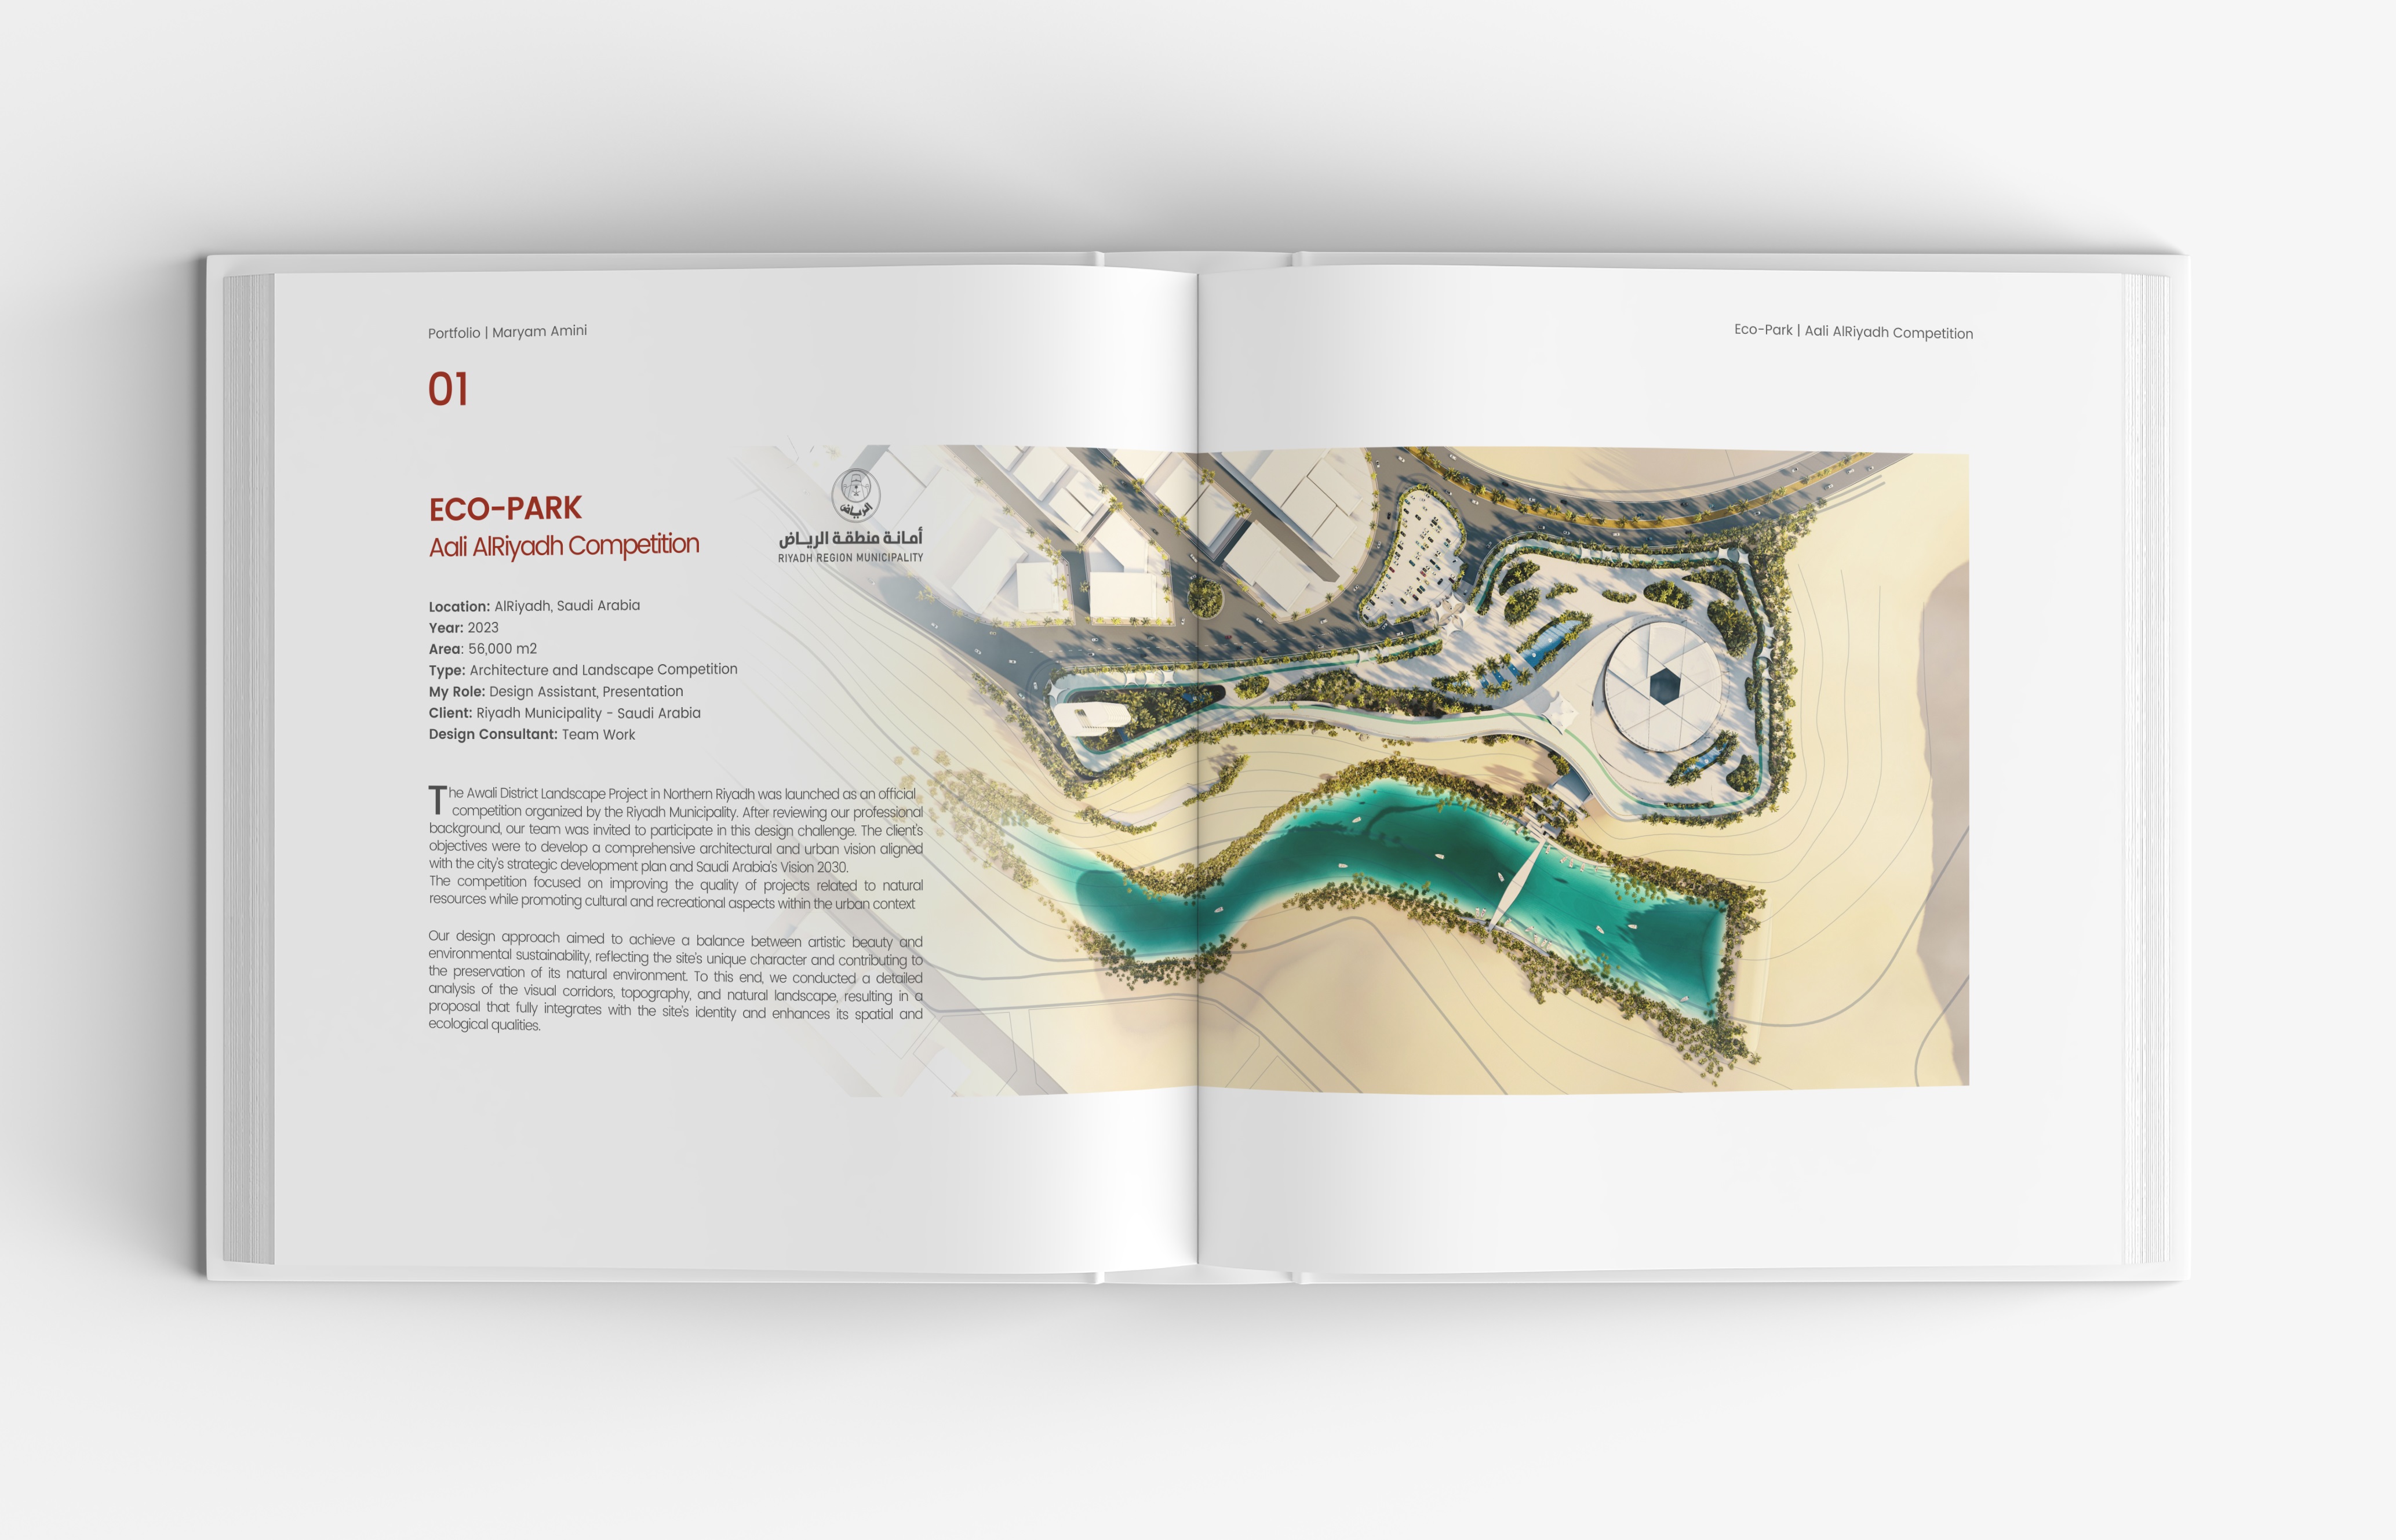 Portfolio | Maryam Amini
Eco-Park | Aali AlRiyadh Competition
01
ECO-PARK
Aali AlRiyadh Competition
الرياض
أمانة منطقة الرياض
RIYADH REGION MUNICIPALITY
Location: AlRiyadh, Saudi Arabia
Year: 2023
Area: 56,000 m2
Type: Architecture and Landscape Competition
My Role: Design Assistant, Presentation
Client: Riyadh Municipality - Saudi Arabia
Design Consultant: Team Work
The Awali District Landscape Project in Northern Riyadh was launched as an official
competition organized by the Riyadh Municipality. After reviewing our professional
background, our team was invited to participate in this design challenge. The client's
objectives were to develop a comprehensive architectural and urban vision aligned
with the city's strategic development plan and Saudi Arabia's Vision 2030.
The competition focused on improving the quality of projects related to natural
resources while promoting cultural and recreational aspects within the urban context
Our design approach aimed to achieve a balance between artistic beauty and
environmental sustainability, reflecting the site's unique character and contributing to
the preservation of its natural environment. To this end, we conducted a detailed
analysis of the visual corridors, topography, and natural landscape, resulting in a
proposal that fully integrates with the site's identity and enhances its spatial and
ecological qualities.